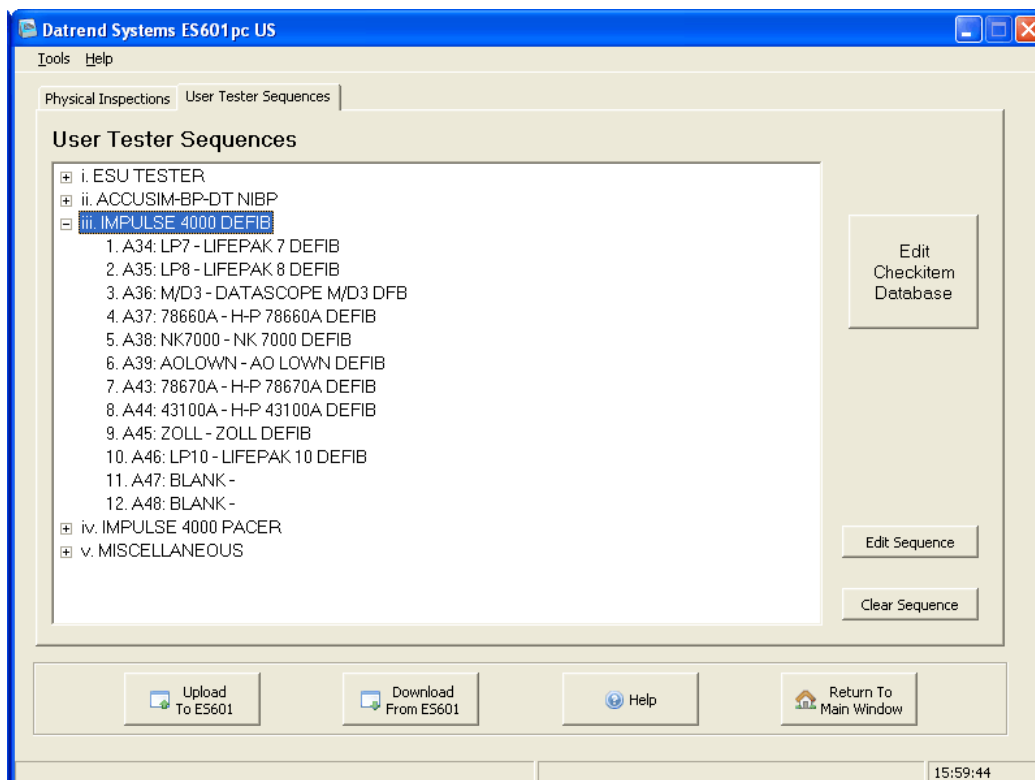 Datrend Systems ES601pc US
Tools Help
Physical Inspections User Tester Sequences
User Tester Sequences
i. ESU TESTER
ii. ACCUSIM-BP-DT NIBP
iii. IMPULSE 4000 DEFIB
1. A34: LP7 - LIFEPAK 7 DEFIB
2. A35: LP8 - LIFEPAK 8 DEFIB
3. A36: M/D3 - DATASCOPE M/D3 DFB
4. A37: 78660A - H-P 78660A DEFIB
5. A38: NK7000 - NK 7000 DEFIB
6. A39: AOLOWN - AO LOWN DEFIB
7. A43: 78670A - H-P 78670A DEFIB
8. A44: 43100A - H-P 43100A DEFIB
9. A45: ZOLL - ZOLL DEFIB
10. A46: LP10 - LIFEPAK 10 DEFIB
11. A47: BLANK -
12. A48: BLANK -
iv. IMPULSE 4000 PACER
v. MISCELLANEOUS
Edit
Checkitem
Database
Edit Sequence
Clear Sequence
Upload
To ES601
Download
From ES601
Help
Return To
Main Window
15:59:44